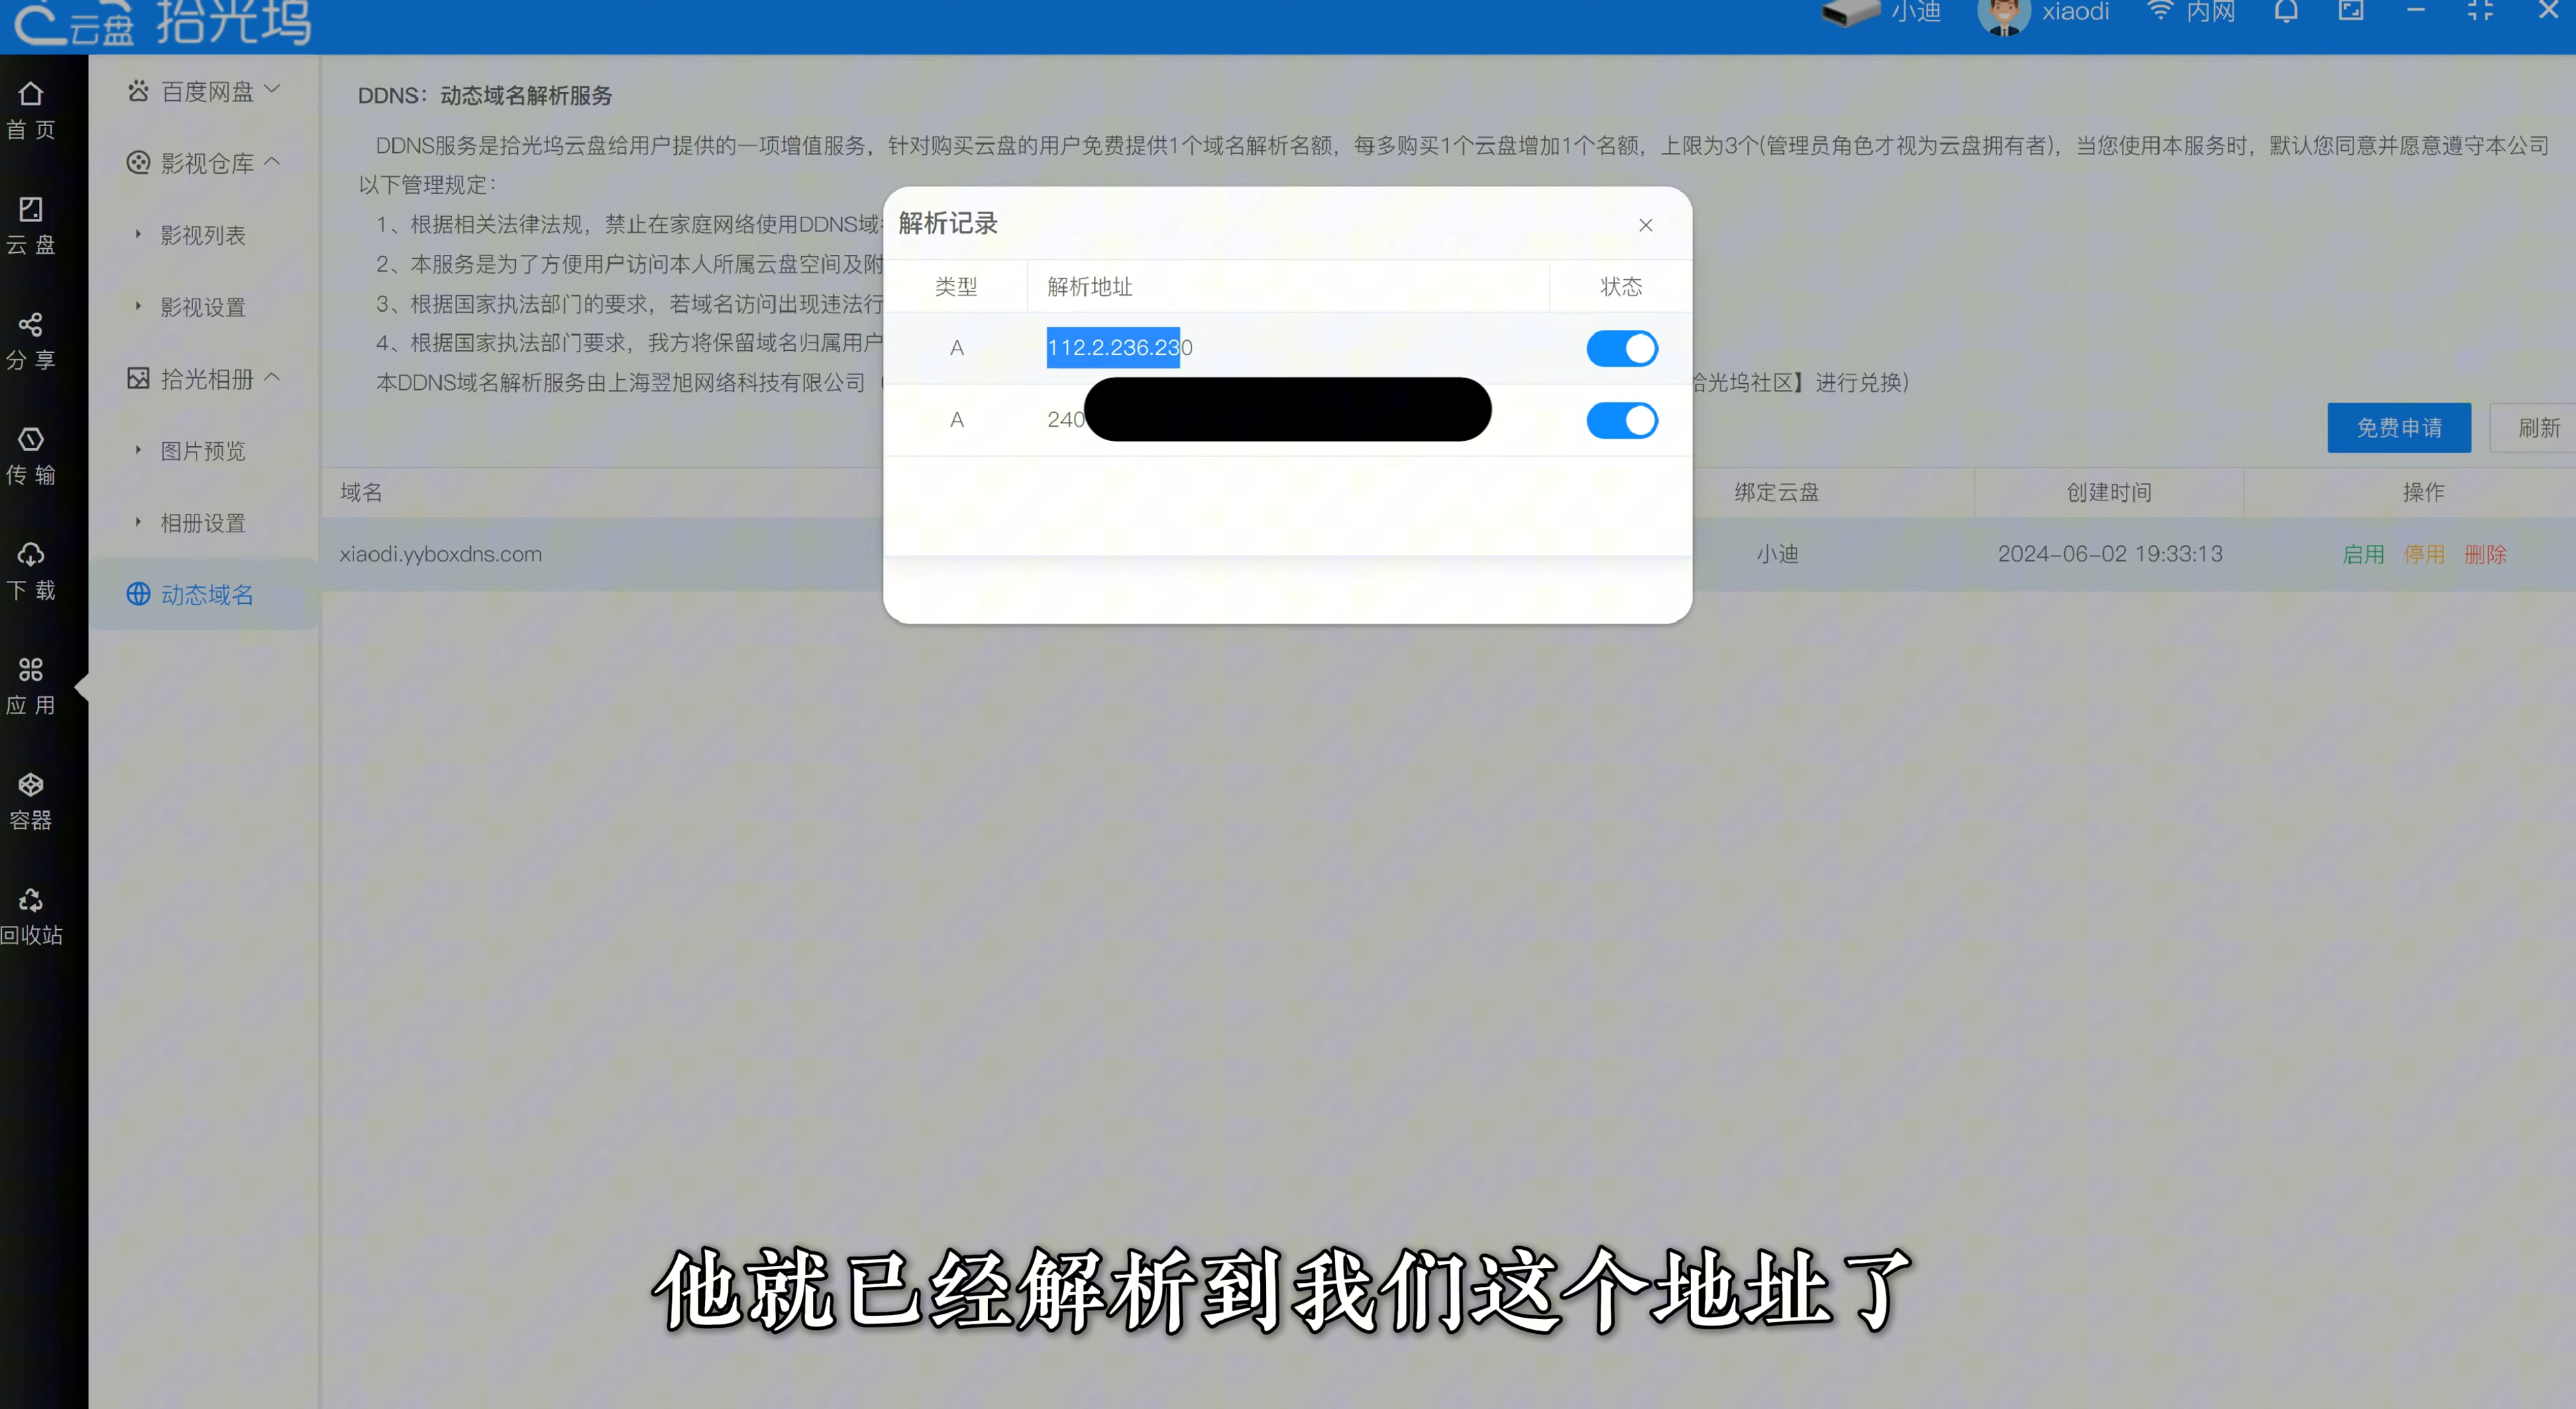 云盘 拾光坞
小迪 xiaodi 内网
首页
云盘
分享
传输
下载
应用
容器
回收站
百度网盘
影视仓库
影视列表
影视设置
拾光相册
图片预览
相册设置
动态域名
DDNS：动态域名解析服务
DDNS服务是拾光坞云盘给用户提供的一项增值服务，针对购买云盘的用户免费提供1个域名解析名额，每多购买1个云盘增加1个名额，上限为3个(管理员角色才视为云盘拥有者)，当您使用本服务时，默认您同意并愿意遵守本公司
以下管理规定：
1、根据相关法律法规，禁止在家庭网络使用DDNS域
2、本服务是为了方便用户访问本人所属云盘空间及附
3、根据国家执法部门的要求，若域名访问出现违法行
4、根据国家执法部门要求，我方将保留域名归属用户
本DDNS域名解析服务由上海翌旭网络科技有限公司（ 拾光坞社区】进行兑换）
免费申请 刷新
域名 绑定云盘 创建时间 操作
xiaodi.yyboxdns.com 小迪 2024-06-02 19:33:13 启用 停用 删除
解析记录
类型 解析地址 状态
A 112.2.236.230
A 240
他就已经解析到我们这个地址了